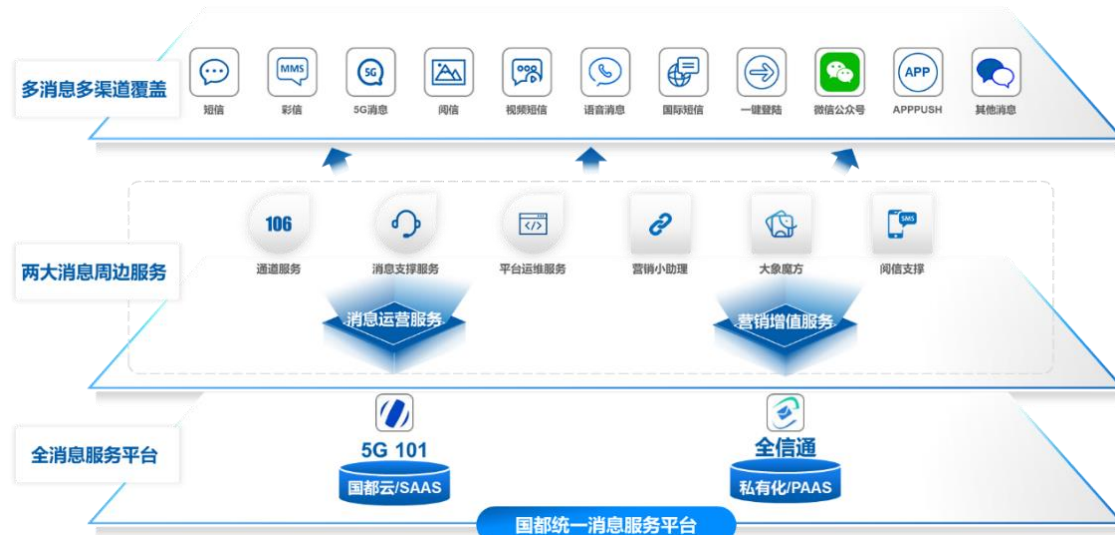 多消息多渠道覆盖
MMS
5G
APP
短信
彩信
5G消息
阅信
视频短信
语音消息
国际短信
一键登陆
微信公众号
APPPUSH
其他消息
两大消息周边服务
106
</>
SMS
通道服务
消息支撑服务
平台运维服务
营销小助理
大象魔方
阅信支撑
消息运营服务
营销增值服务
全消息服务平台
5G 101
全信通
国都云/SAAS
私有化/PAAS
国都统一消息服务平台